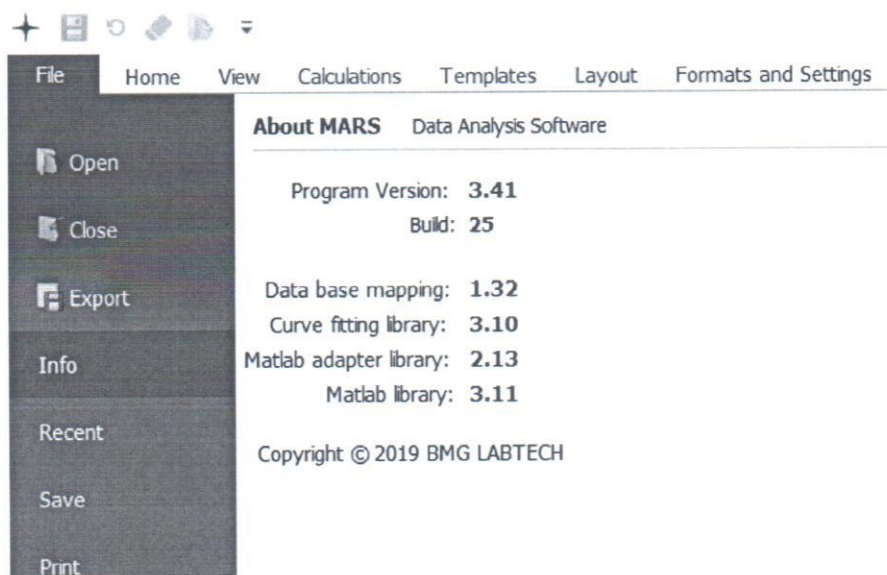 File Home View Calculations Templates Layout Formats and Settings
About MARS Data Analysis Software
Open
Close
Export
Info
Recent
Save
Print
Program Version: 3.41
Build: 25
Data base mapping: 1.32
Curve fitting library: 3.10
Matlab adapter library: 2.13
Matlab library: 3.11
Copyright © 2019 BMG LABTECH